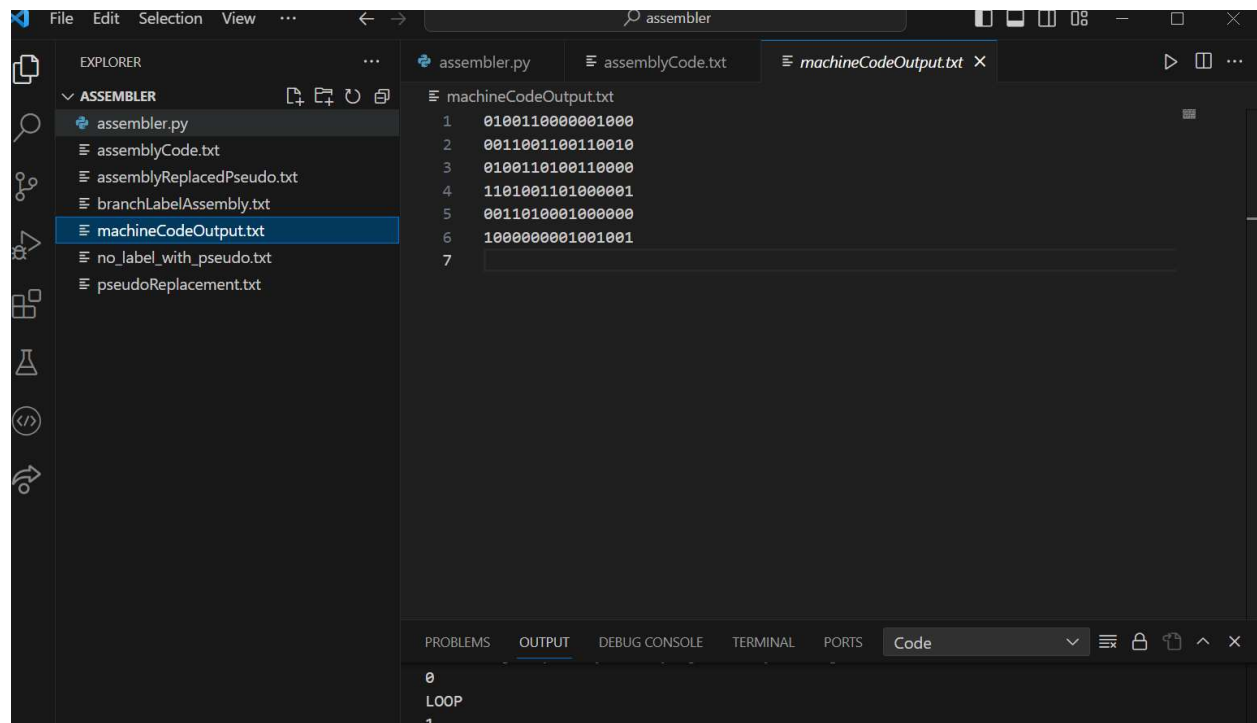 File Edit Selection View ··· ← → assembler
EXPLORER ···
ASSEMBLER
assembler.py
assemblyCode.txt
assemblyReplacedPseudo.txt
branchLabelAssembly.txt
machineCodeOutput.txt
no_label_with_pseudo.txt
pseudoReplacement.txt
assembler.py assemblyCode.txt machineCodeOutput.txt
machineCodeOutput.txt
1 0100110000001000
2 0011001100110010
3 0100110100110000
4 1101001101000001
5 0011010001000000
6 1000000001001001
7
PROBLEMS OUTPUT DEBUG CONSOLE TERMINAL PORTS Code
0
LOOP
1